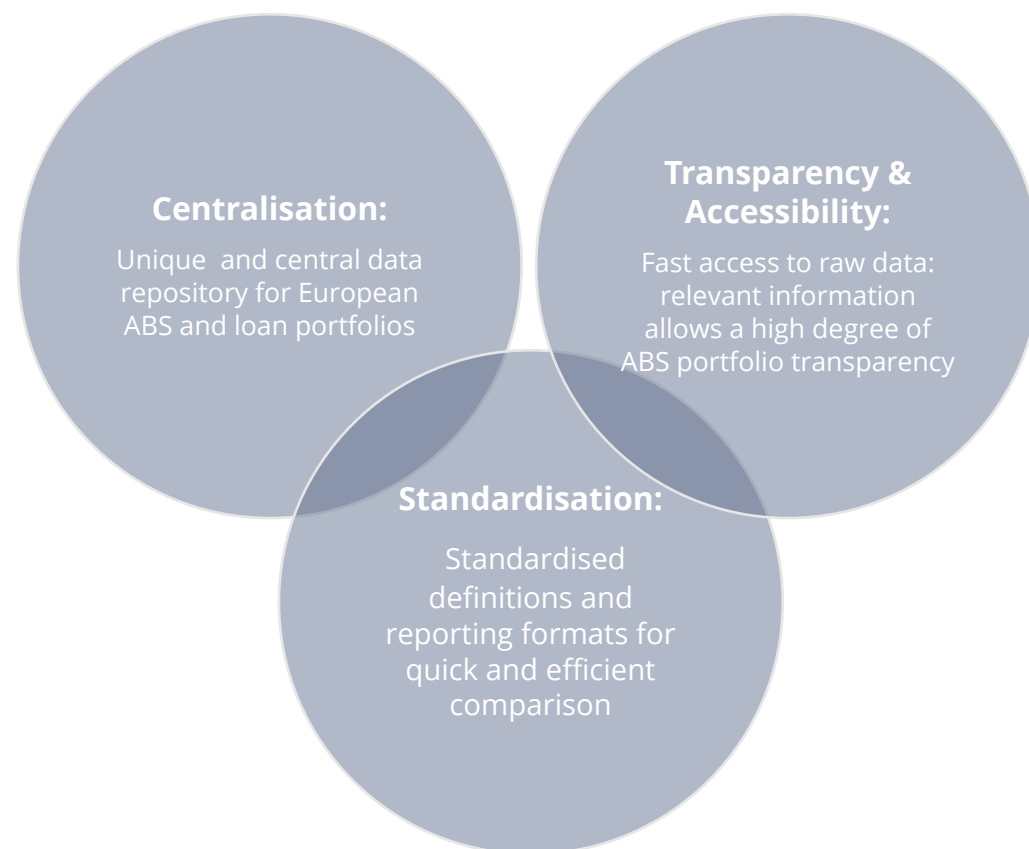 Centralisation:
Unique and central data
repository for European
ABS and loan portfolios
Transparency &
Accessibility:
Fast access to raw data:
relevant information
allows a high degree of
ABS portfolio transparency
Standardisation:
Standardised
definitions and
reporting formats for
quick and efficient
comparison